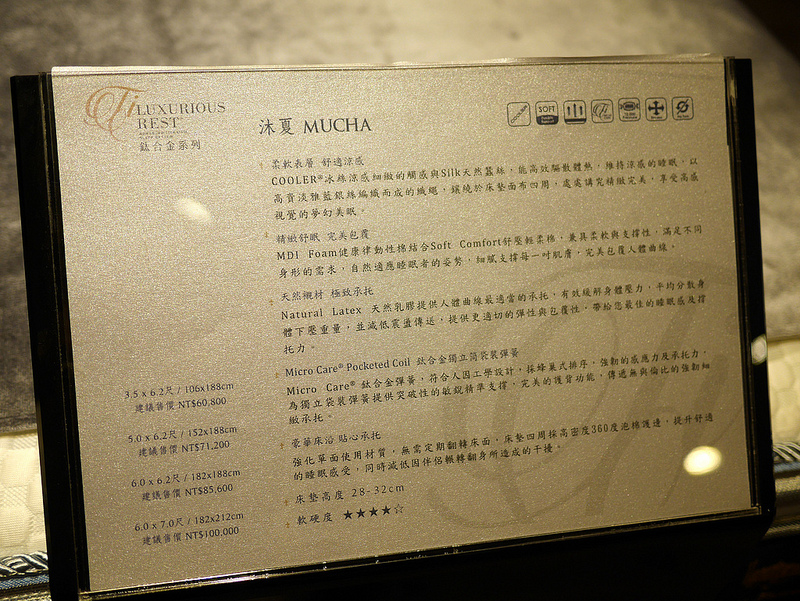 Ti LUXURIOUS
REST
鈦合金系列
沐夏 MUCHA
SOFT
柔軟表層 舒適涼感
COOLER®冰絲涼感細緻的觸感與Silk天然蠶絲，能高效驅散體熱，維持涼感的睡眠，以
高貴淡雅藍銀絲編織而成的織繩，鑲繞於床墊面布四周，處處講究精緻完美，享受高感
視覺的夢幻美眠。
精緻舒眠 完美包覆
MDI Foam健康律動性棉結合Soft Comfort舒壓輕柔棉，兼具柔軟與支撐性，滿足不同
身形的需求，自然適應睡眠者的姿勢，細膩支撐每一吋肌膚，完美包覆人體曲線。
天然襯材 極致承托
Natural Latex 天然乳膠提供人體曲線最適當的承托，有效緩解身體壓力，平均分散身
體下壓重量，並減低震盪傳送，提供更適切的彈性與包覆性，帶給您最佳的睡眠感及撐
托力。
Micro Care® Pocketed Coil 鈦合金獨立筒袋裝彈簧
Micro Care® 鈦合金彈簧，符合人因工學設計，採蜂巢式排序，強韌的感應力及承托力，
為獨立袋裝彈簧提供突破性的敏銳精準支撐，完美的護背功能，傳遞無與倫比的強韌細
緻承托。
豪華床沿 貼心承托
強化單面使用材質，無需定期翻轉床面，床墊四周採高密度360度泡棉護邊，提升舒適
的睡眠感受，同時減低因伴侶輾轉翻身所造成的干擾。
床墊高度 28-32cm
軟硬度 ★★★★☆
3.5 x 6.2尺 / 106x188cm
建議售價 NT$60,800
5.0 x 6.2尺 / 152x188cm
建議售價 NT$71,200
6.0 x 6.2尺 / 182x188cm
建議售價 NT$85,600
6.0 x 7.0尺 / 182x212cm
建議售價 NT$100,000